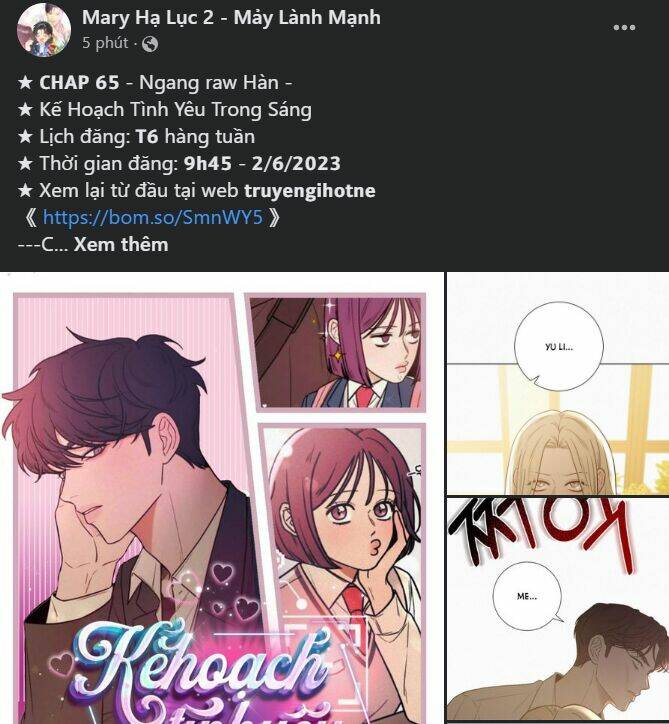 Mary Hạ Lục 2 - Mảy Lành Mạnh
5 phút ·
★ CHAP 65 - Ngang raw Hàn -
★ Kế Hoạch Tình Yêu Trong Sáng
★ Lịch đăng: T6 hàng tuần
★ Thời gian đăng: 9h45 - 2/6/2023
★ Xem lại từ đầu tại web truyengihotne
《 https://bom.so/SmnWY5 》
---C... Xem thêm
YU LI...
ME...
Kế hoạch